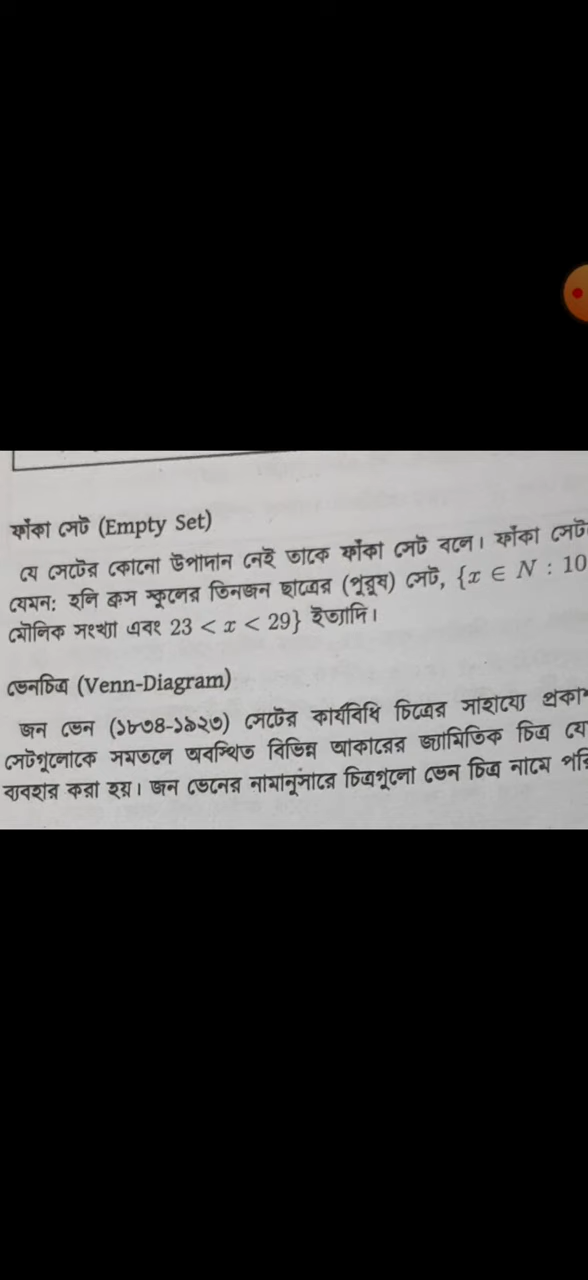 ফাঁকা সেট (Empty Set)
যে সেটের কোনো উপাদান নেই তাকে ফাঁকা সেট বলে। ফাঁকা সেট
যেমন: হলি ক্রস স্কুলের তিনজন ছাত্রের (পুরুষ) সেট, {x ∈ N : 10
মৌলিক সংখ্যা এবং 23 < x < 29} ইত্যাদি।
ভেনচিত্র (Venn-Diagram)
জন ভেন (১৮৩৪-১৯২৩) সেটের কার্যবিধি চিত্রের সাহায্যে
সেটগুলোকে সমতলে অবস্থিত বিভিন্ন আকারের জ্যামিতিক চিত্র
ব্যবহার করা হয়। জন ভেনের নামানুসারে চিত্রগুলো ভেন চিত্র নামে